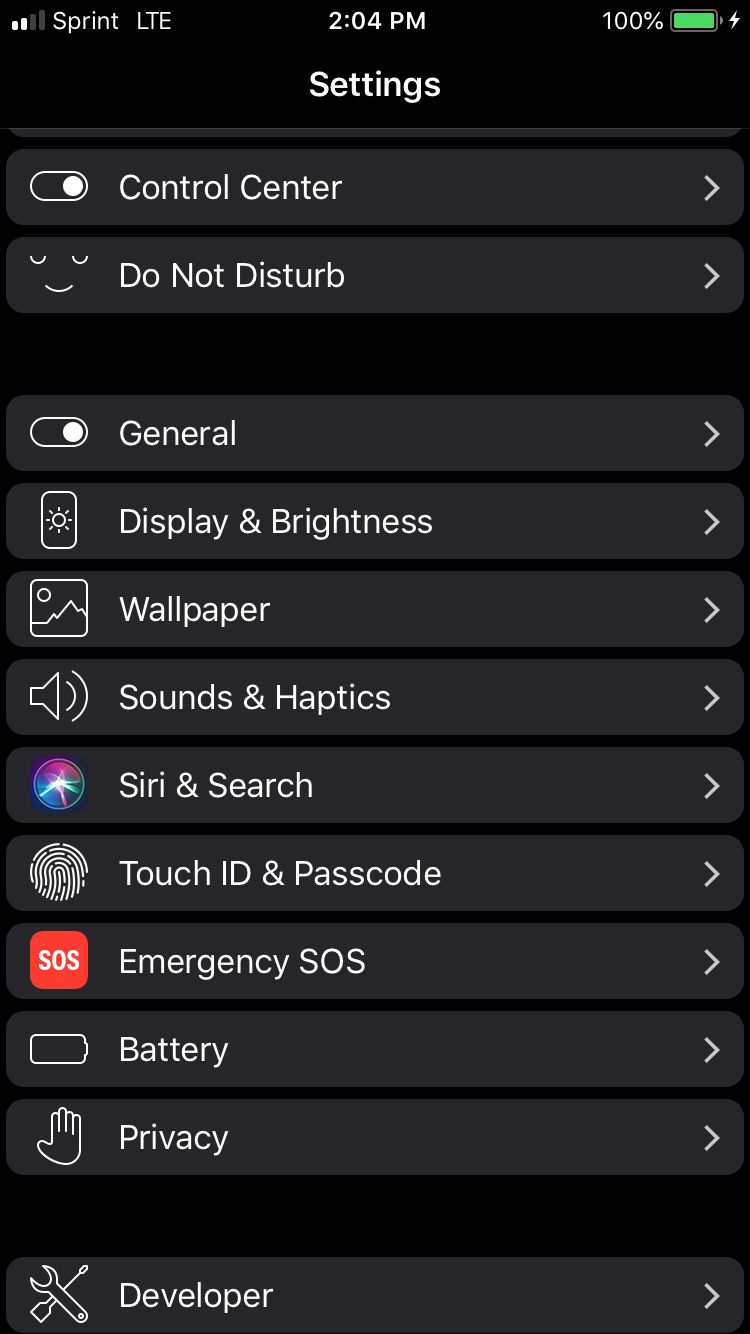 Sprint LTE 2:04 PM 100%
Settings
Control Center
Do Not Disturb
General
Display & Brightness
Wallpaper
Sounds & Haptics
Siri & Search
Touch ID & Passcode
SOS Emergency SOS
Battery
Privacy
Developer